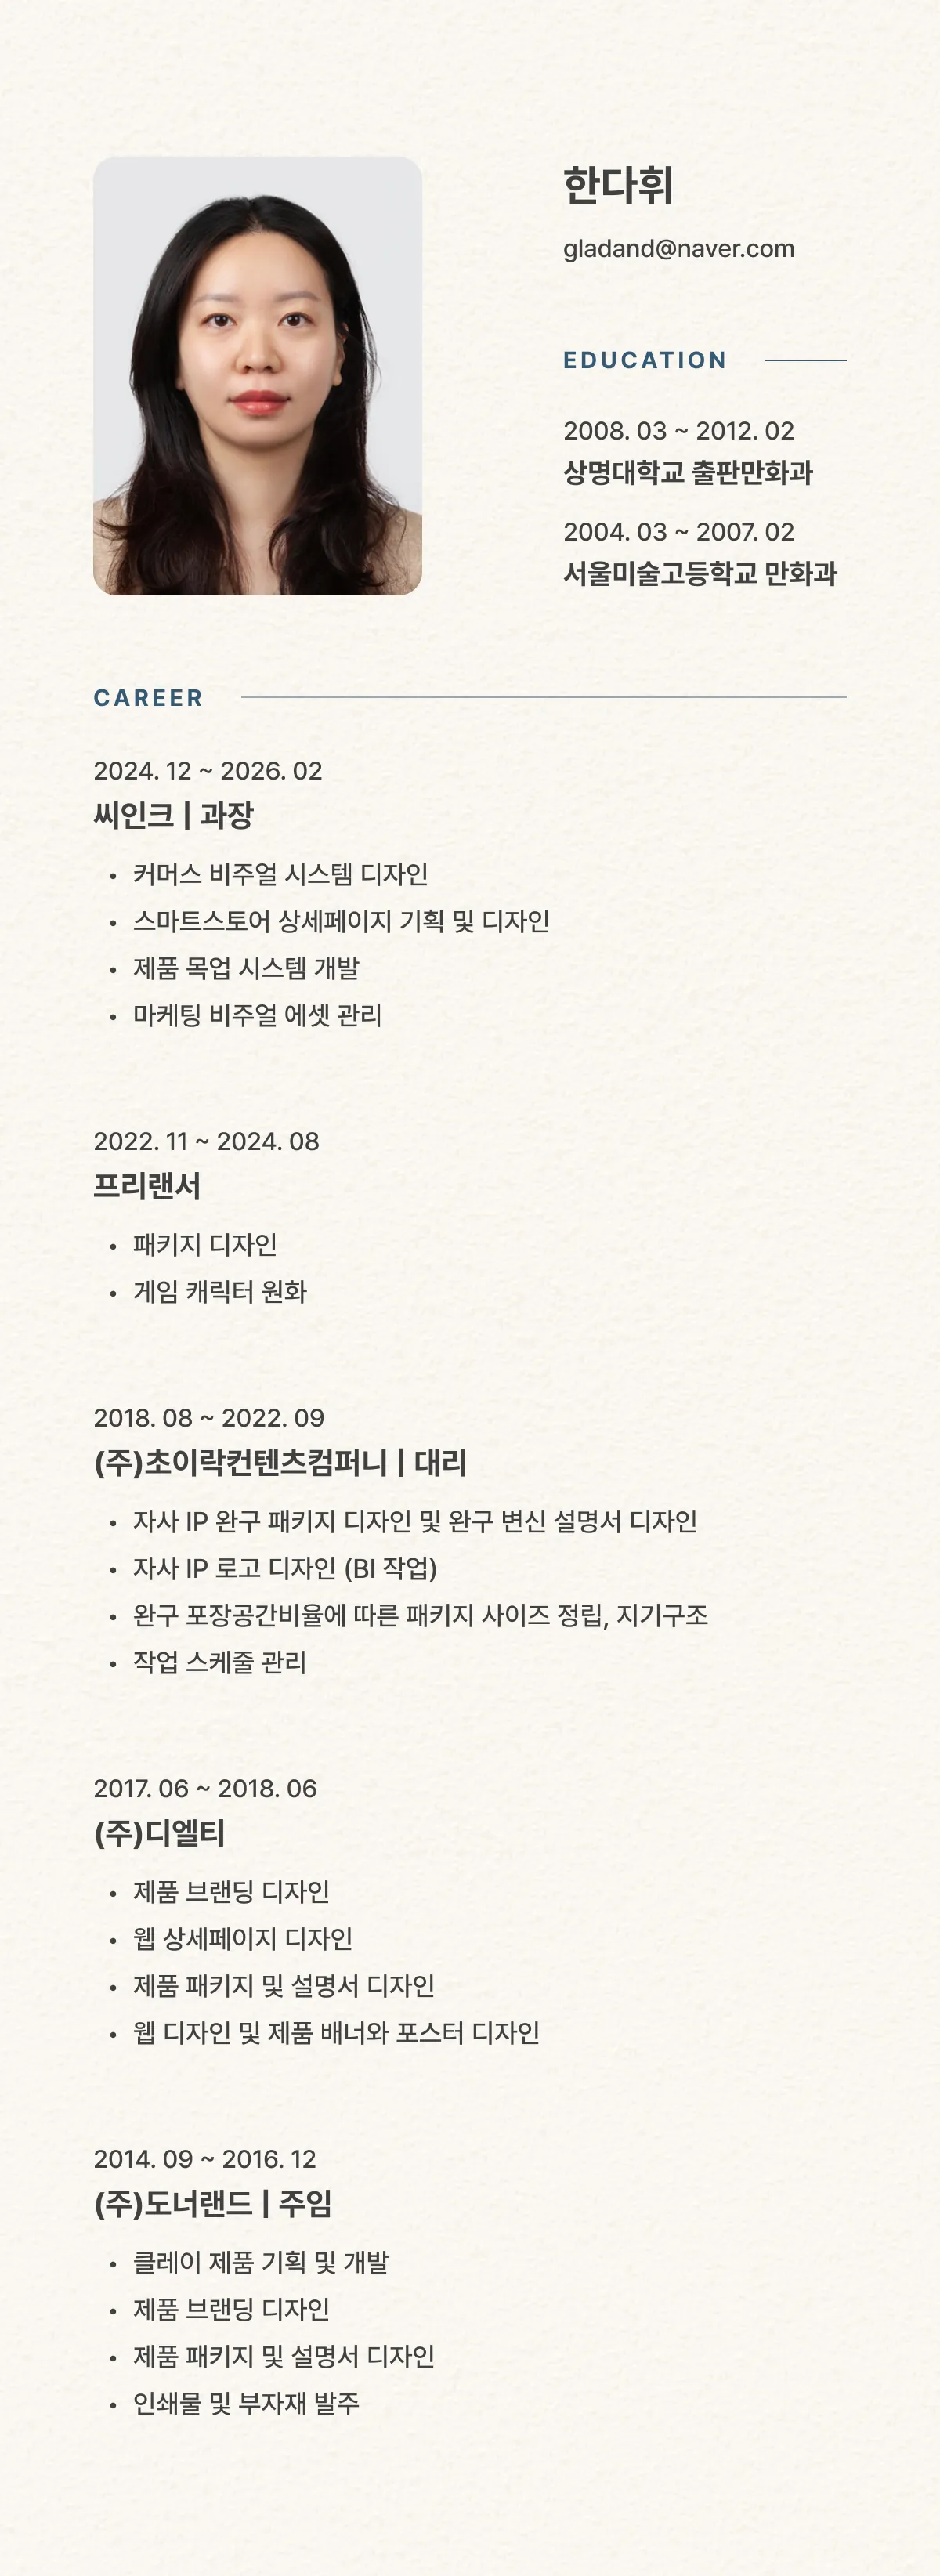 한다휘
gladand@naver.com
EDUCATION
2008. 03 ~ 2012. 02
상명대학교 출판만화과
2004. 03 ~ 2007. 02
서울미술고등학교 만화과
CAREER
2024. 12 ~ 2026. 02
씨인크 | 과장
• 커머스 비주얼 시스템 디자인
• 스마트스토어 상세페이지 기획 및 디자인
• 제품 목업 시스템 개발
• 마케팅 비주얼 에셋 관리
2022. 11 ~ 2024. 08
프리랜서
• 패키지 디자인
• 게임 캐릭터 원화
2018. 08 ~ 2022. 09
(주)초이락컨텐츠컴퍼니 | 대리
• 자사 IP 완구 패키지 디자인 및 완구 변신 설명서 디자인
• 자사 IP 로고 디자인 (BI 작업)
• 완구 포장공간비율에 따른 패키지 사이즈 정립, 지기구조
• 작업 스케줄 관리
2017. 06 ~ 2018. 06
(주)디엘티
• 제품 브랜딩 디자인
• 웹 상세페이지 디자인
• 제품 패키지 및 설명서 디자인
• 웹 디자인 및 제품 배너와 포스터 디자인
2014. 09 ~ 2016. 12
(주)도너랜드 | 주임
• 클레이 제품 기획 및 개발
• 제품 브랜딩 디자인
• 제품 패키지 및 설명서 디자인
• 인쇄물 및 부자재 발주